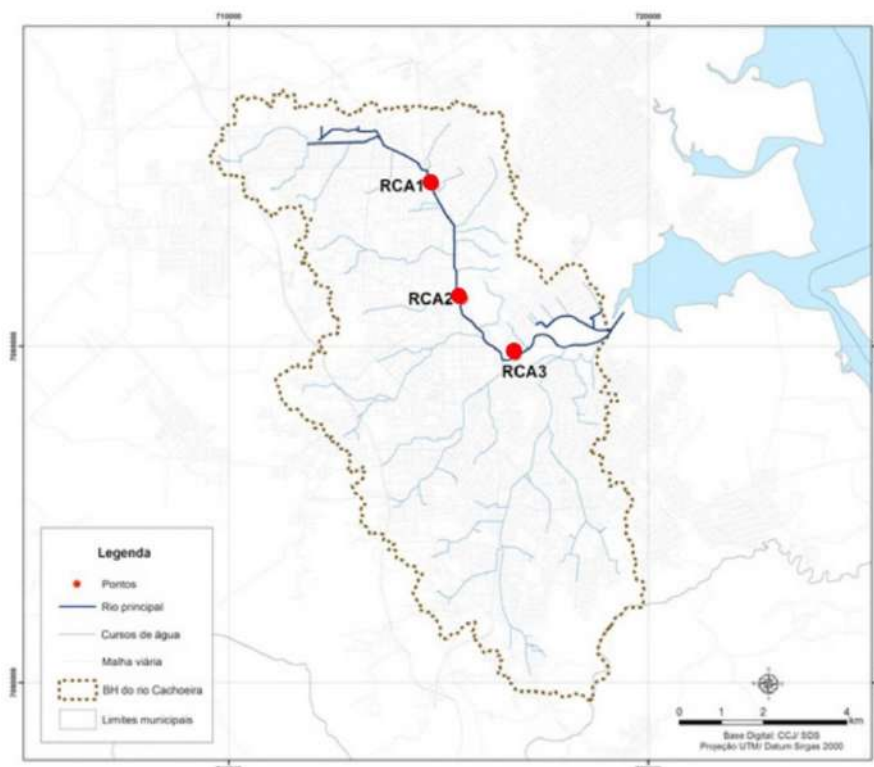 710000
720000
RCA1
RCA2
RCA3
Legenda
Pontos
Rio principal
Cursos de água
Malha viária
BH do rio Cachoeira
Limites municipais
0 1 2 4
km
Base Digital: CCJ/ SDS
Projeção UTM/ Datum Sirgas 2000